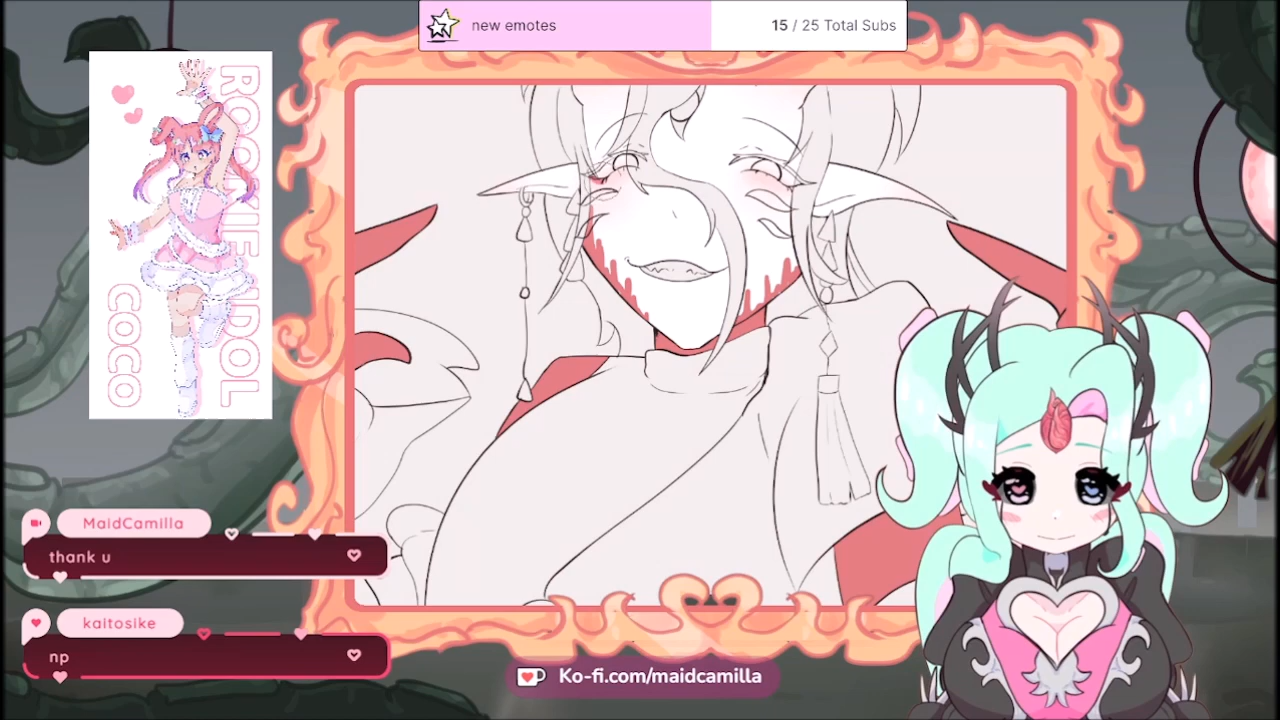 new emotes
15 / 25 Total Subs
ROOKIE IDOL
COCO
MaidCamilla
thank u
kaitosike
np
Ko-fi.com/maidcamilla